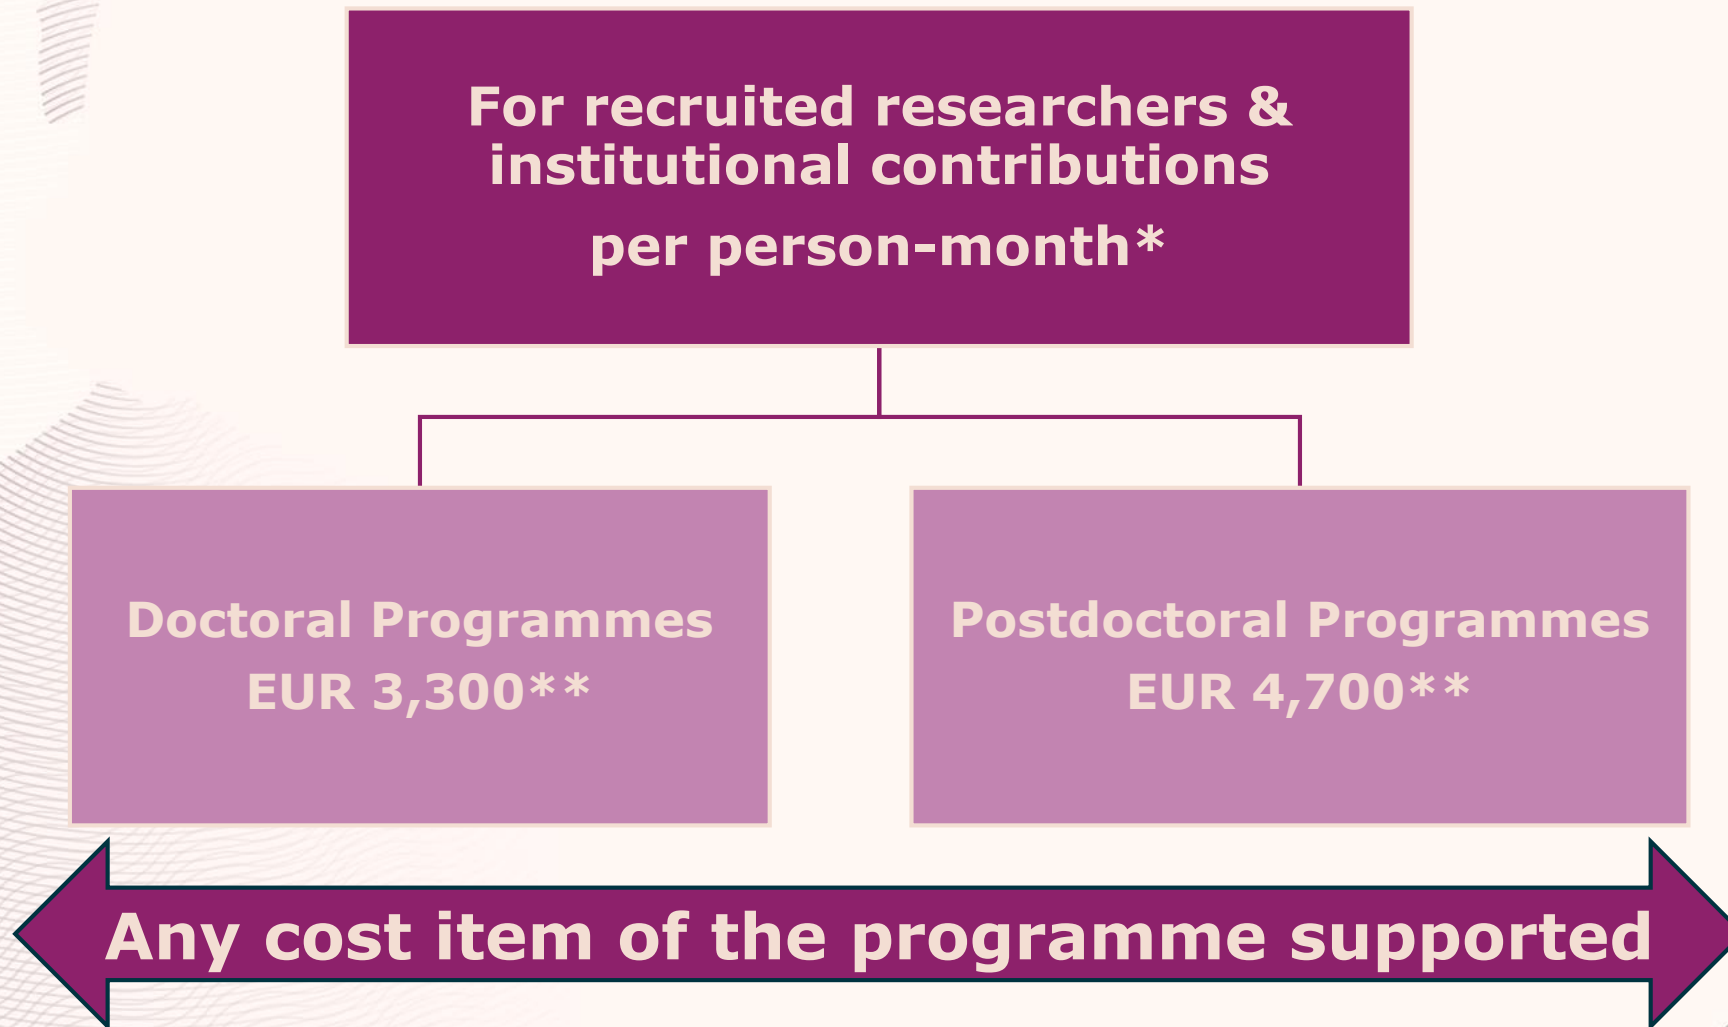 For recruited researchers &
institutional contributions
per person-month*
Doctoral Programmes
EUR 3,300**
Postdoctoral Programmes
EUR 4,700**
Any cost item of the programme supported